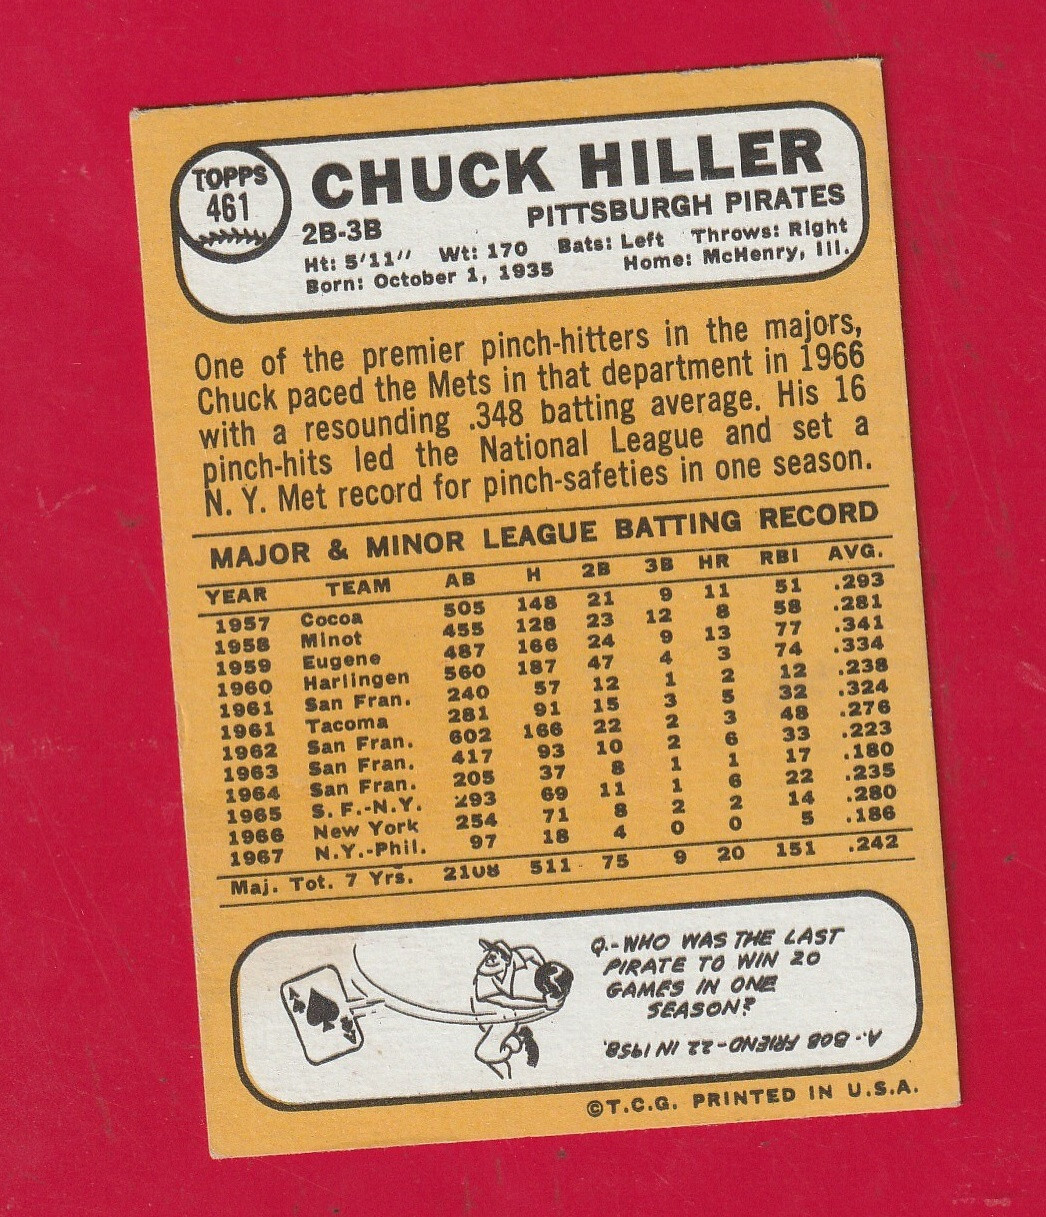 TOPPS
461
CHUCK HILLER
PITTSBURGH PIRATES
2B-3B
Ht: 5'11" Wt: 170 Bats: Left Throws: Right
Born: October 1, 1935 Home: McHenry, Ill.
One of the premier pinch-hitters in the majors,
Chuck paced the Mets in that department in 1966
with a resounding .348 batting average. His 16
pinch-hits led the National League and set a
N. Y. Met record for pinch-safeties in one season.
MAJOR & MINOR LEAGUE BATTING RECORD
YEAR TEAM AB H 2B 3B HR RBI AVG.
1957 Cocoa 505 148 21 9 11 51 .293
1958 Minot 455 128 23 12 8 58 .281
1959 Eugene 487 166 24 9 13 77 .341
1960 Harlingen 560 187 47 4 3 74 .334
1961 San Fran. 240 57 12 1 2 12 .238
1961 Tacoma 281 91 15 3 5 32 .324
1962 San Fran. 602 166 22 2 3 48 .276
1963 San Fran. 417 93 10 2 6 33 .223
1964 San Fran. 205 37 8 1 1 17 .180
1965 S.F.-N.Y. 293 69 11 1 6 22 .235
1966 New York 254 71 8 2 2 14 .280
1967 N.Y.-Phil. 97 18 4 0 0 5 .186
Maj. Tot. 7 Yrs. 2108 511 75 9 20 151 .242
A
Q.-WHO WAS THE LAST
PIRATE TO WIN 20
GAMES IN ONE
SEASON?
A.-BOB FRIEND-22 IN 1958.
©T.C.G. PRINTED IN U.S.A.